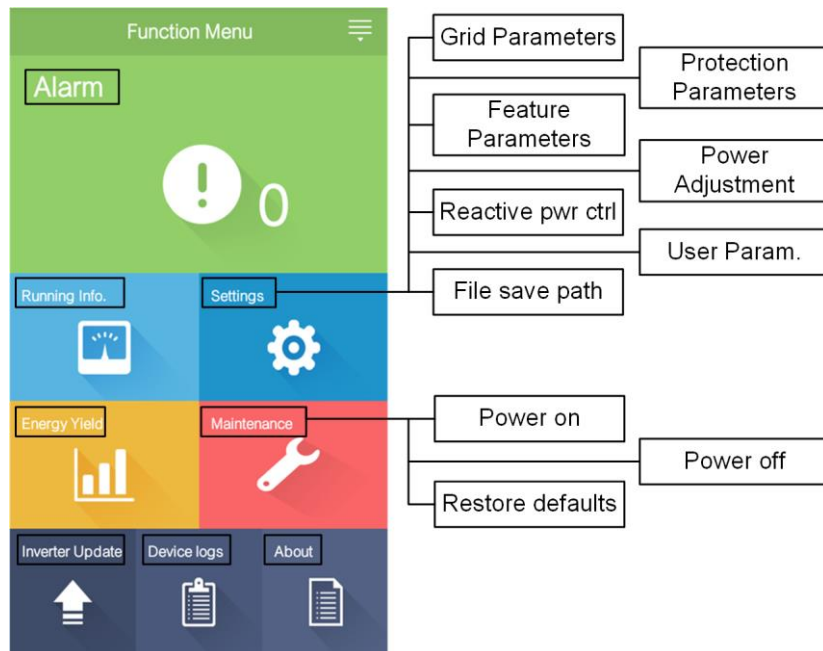 Function Menu
Alarm
0
Running Info.
Settings
Energy Yield
Maintenance
Inverter Update
Device logs
About
Grid Parameters
Protection
Parameters
Feature
Parameters
Power
Adjustment
Reactive pwr ctrl
User Param.
File save path
Power on
Power off
Restore defaults